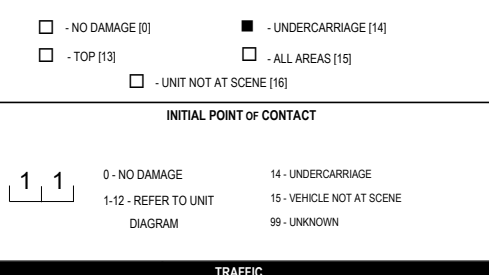 ☐ - NO DAMAGE [0] ■ - UNDERCARRIAGE [14]
☐ - TOP [13] ☐ - ALL AREAS [15]
☐ - UNIT NOT AT SCENE [16]
INITIAL POINT OF CONTACT
1 1
0 - NO DAMAGE 14 - UNDERCARRIAGE
1-12 - REFER TO UNIT 15 - VEHICLE NOT AT SCENE
DIAGRAM 99 - UNKNOWN
TRAFFIC